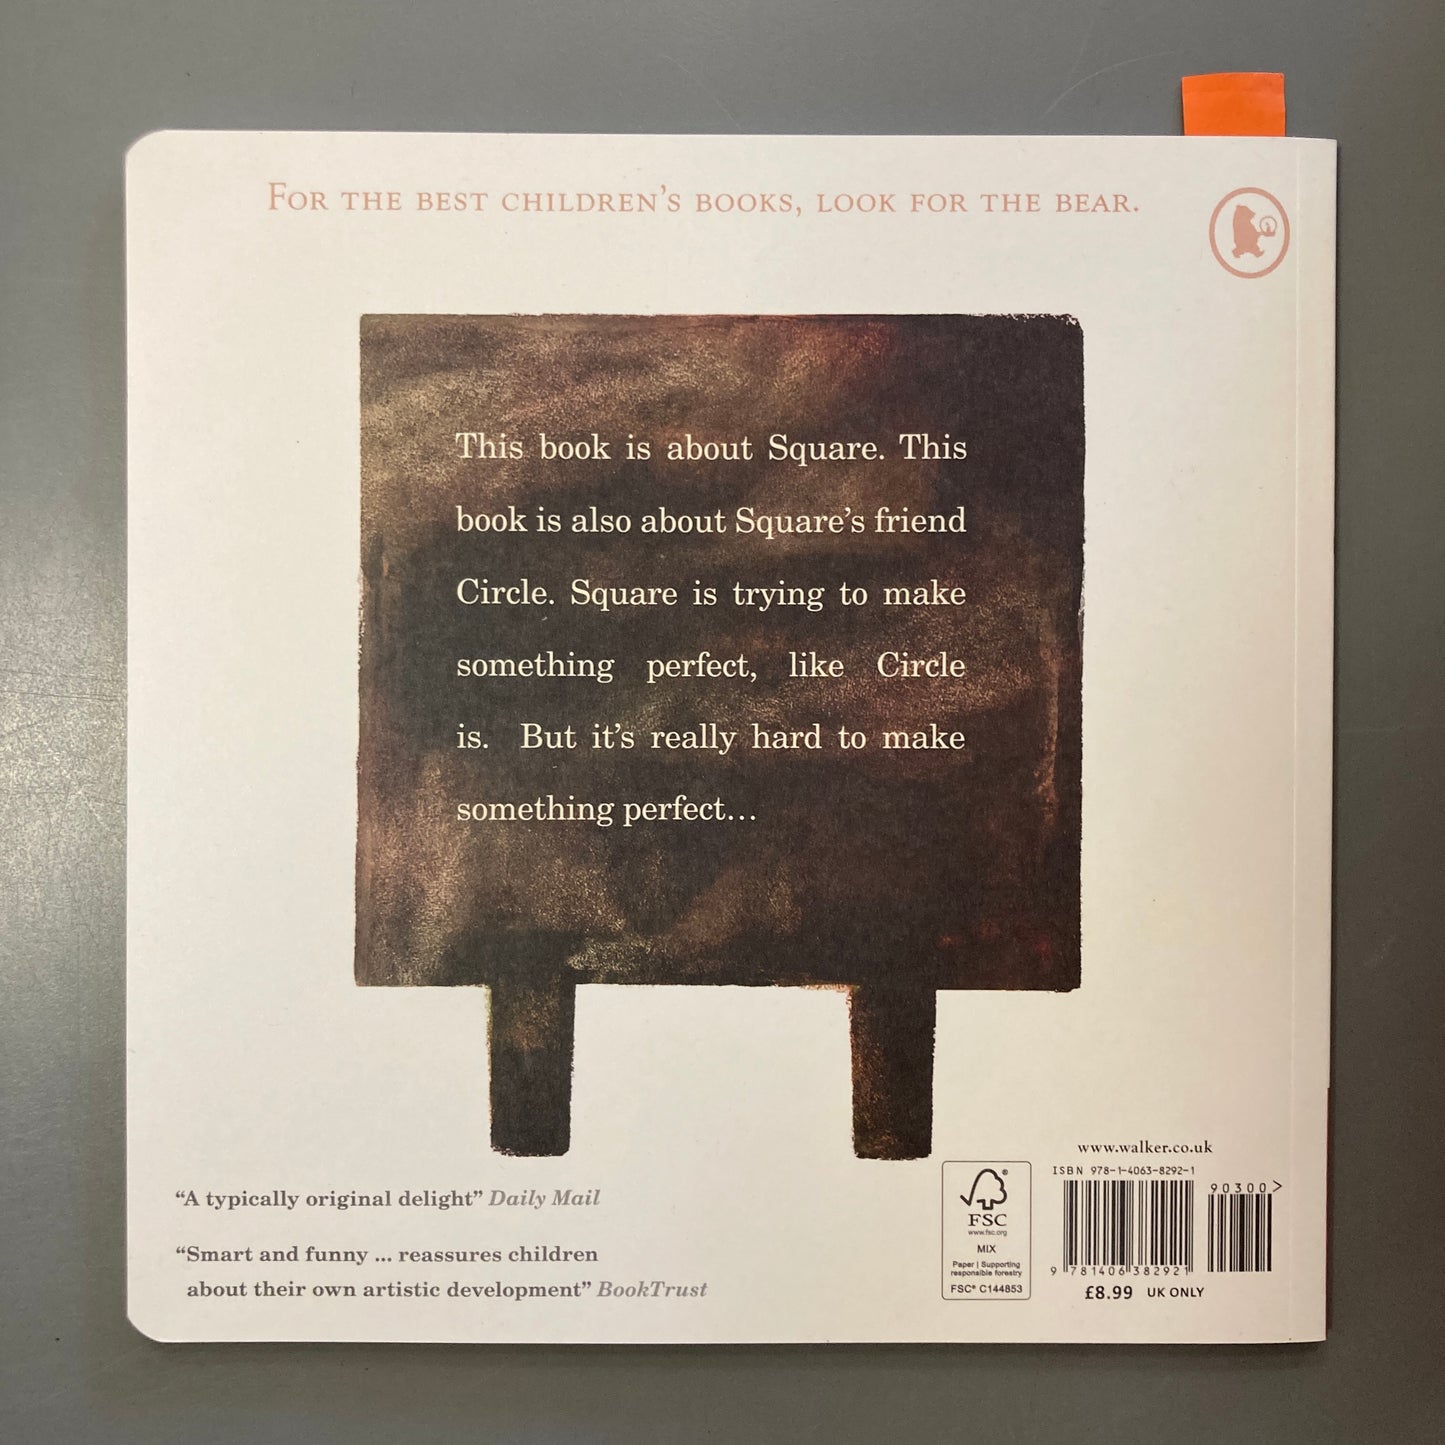 FOR THE BEST CHILDREN'S BOOKS, LOOK FOR THE BEAR.
This book is about Square. This
book is also about Square's friend
Circle. Square is trying to make
something perfect, like Circle
is. But it's really hard to make
something perfect...
"A typically original delight" Daily Mail
"Smart and funny ... reassures children
about their own artistic development" BookTrust
FSC®
www.fsc.org
MIX
Paper | Supporting
responsible forestry
FSC® C144853
www.walker.co.uk
ISBN 978-1-4063-8292-1
90300>
9 781406 382921
£8.99 UK ONLY